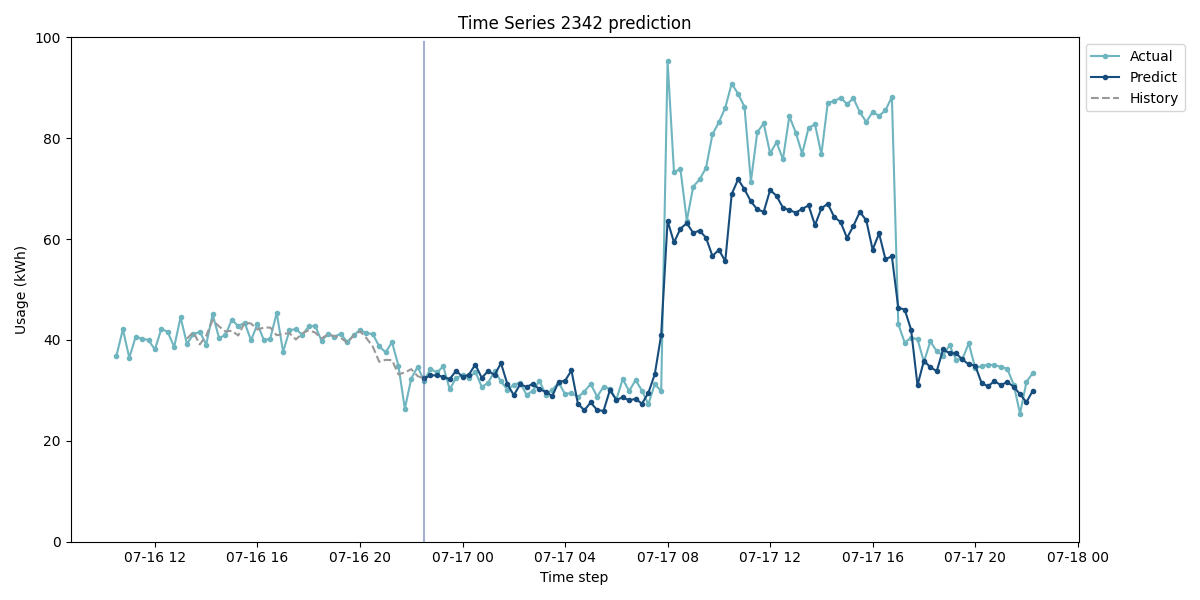 Time Series 2342 prediction
Usage (kWh)
100
80
60
40
20
0
07-16 12
07-16 16
07-16 20
07-17 00
07-17 04
07-17 08
07-17 12
07-17 16
07-17 20
07-18 00
Time step
Actual
Predict
History